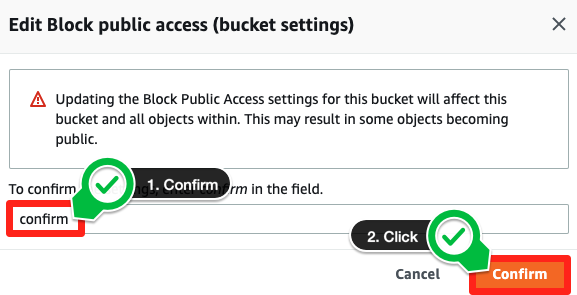 Edit Block public access (bucket settings)
Updating the Block Public Access settings for this bucket will affect this
bucket and all objects within. This may result in some objects becoming
public.
1. Confirm
To confirm in the field.
confirm
2. Click
Cancel
Confirm